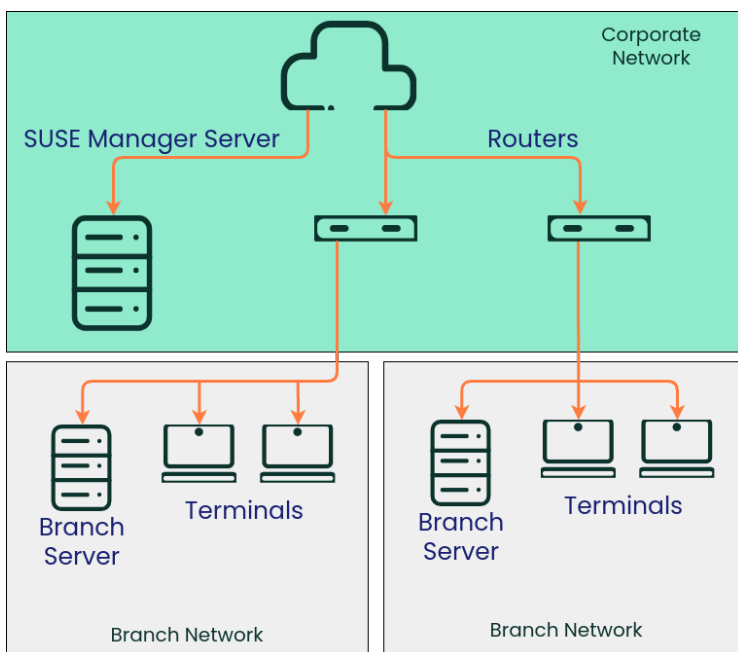 Corporate
Network
SUSE Manager Server
Routers
Branch
Server
Terminals
Branch Network
Branch
Server
Terminals
Branch Network